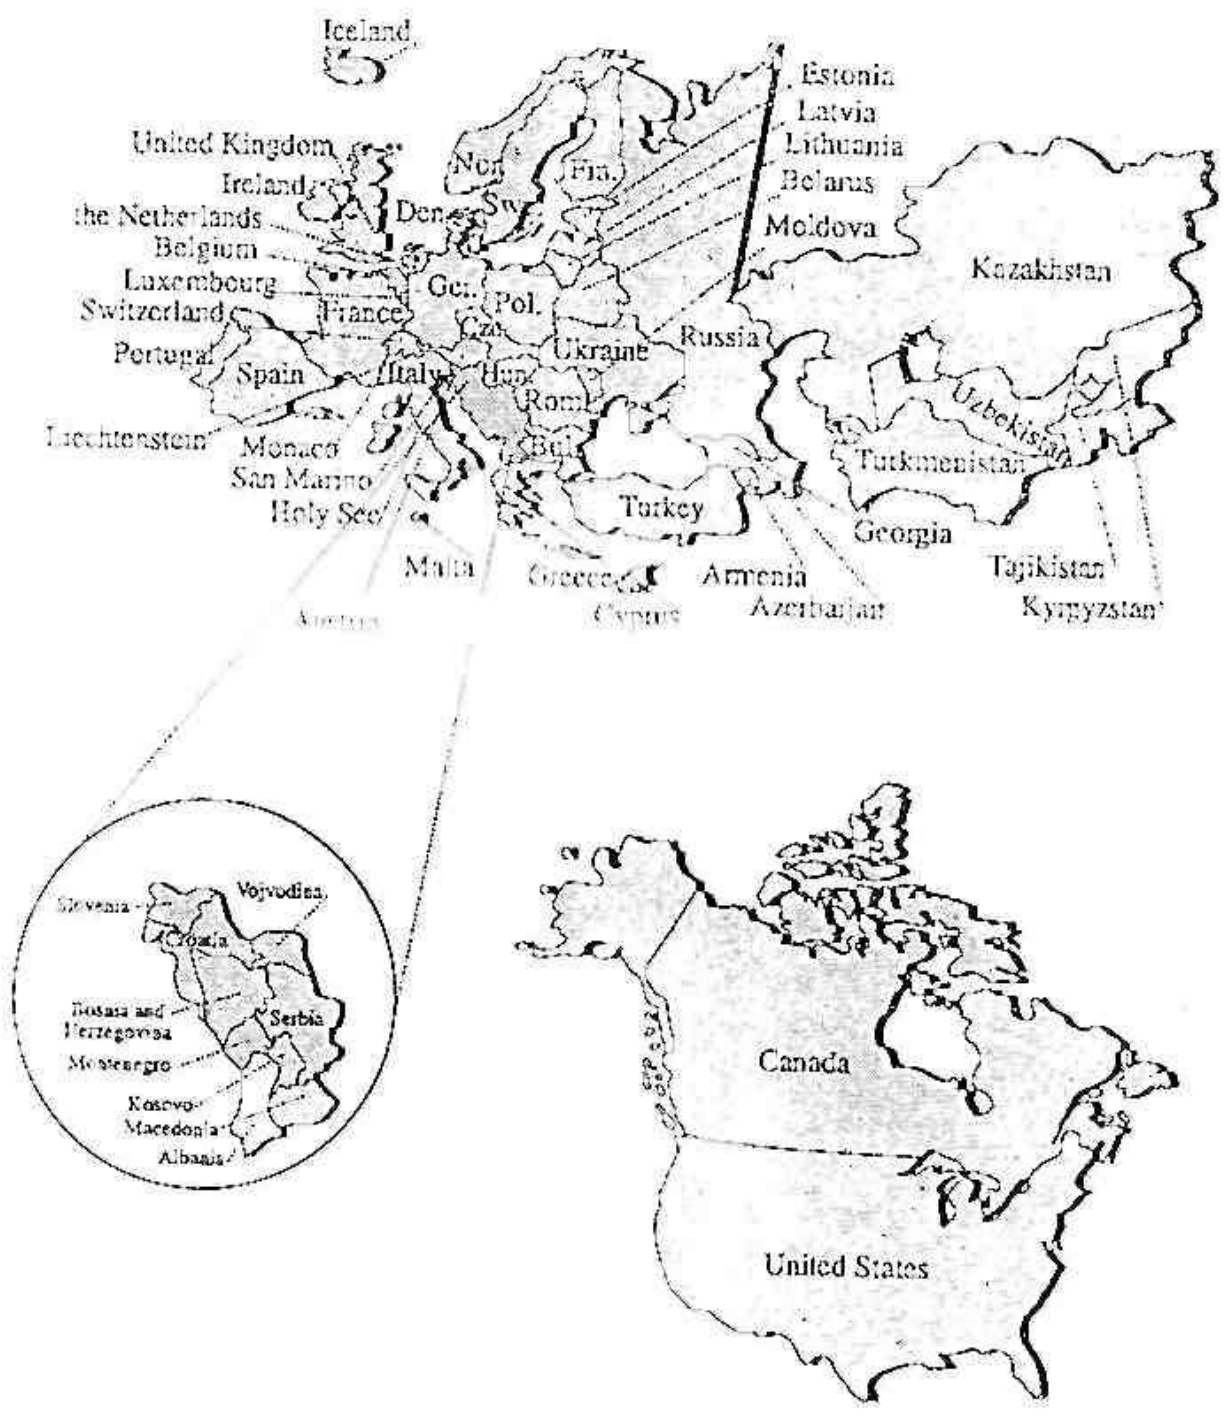 Iceland
Estonia
Latvia
United Kingdom
Lithuania
Nor.
Fin.
Ireland
Belarus
the Netherlands
Den.
Sw.
Moldova
Belgium
Kazakhstan
Luxembourg
Ger.
Pol.
Switzerland
France
Cze.
Russia
Portugal
Spain
Italy
Hun.
Ukraine
Rom.
Uzbekistan
Liechtenstein
Monaco
Bul.
Turkmenistan
San Marino
Holy See
Turkey
Georgia
Malta
Greece
Armenia
Tajikistan
Cyprus
Azerbaijan
Kyrgyzstan
Austria
Slovenia
Vojvodina
Croatia
Bosnia and
Herzegovina
Serbia
Montenegro
Kosovo
Macedonia
Albania
Canada
United States